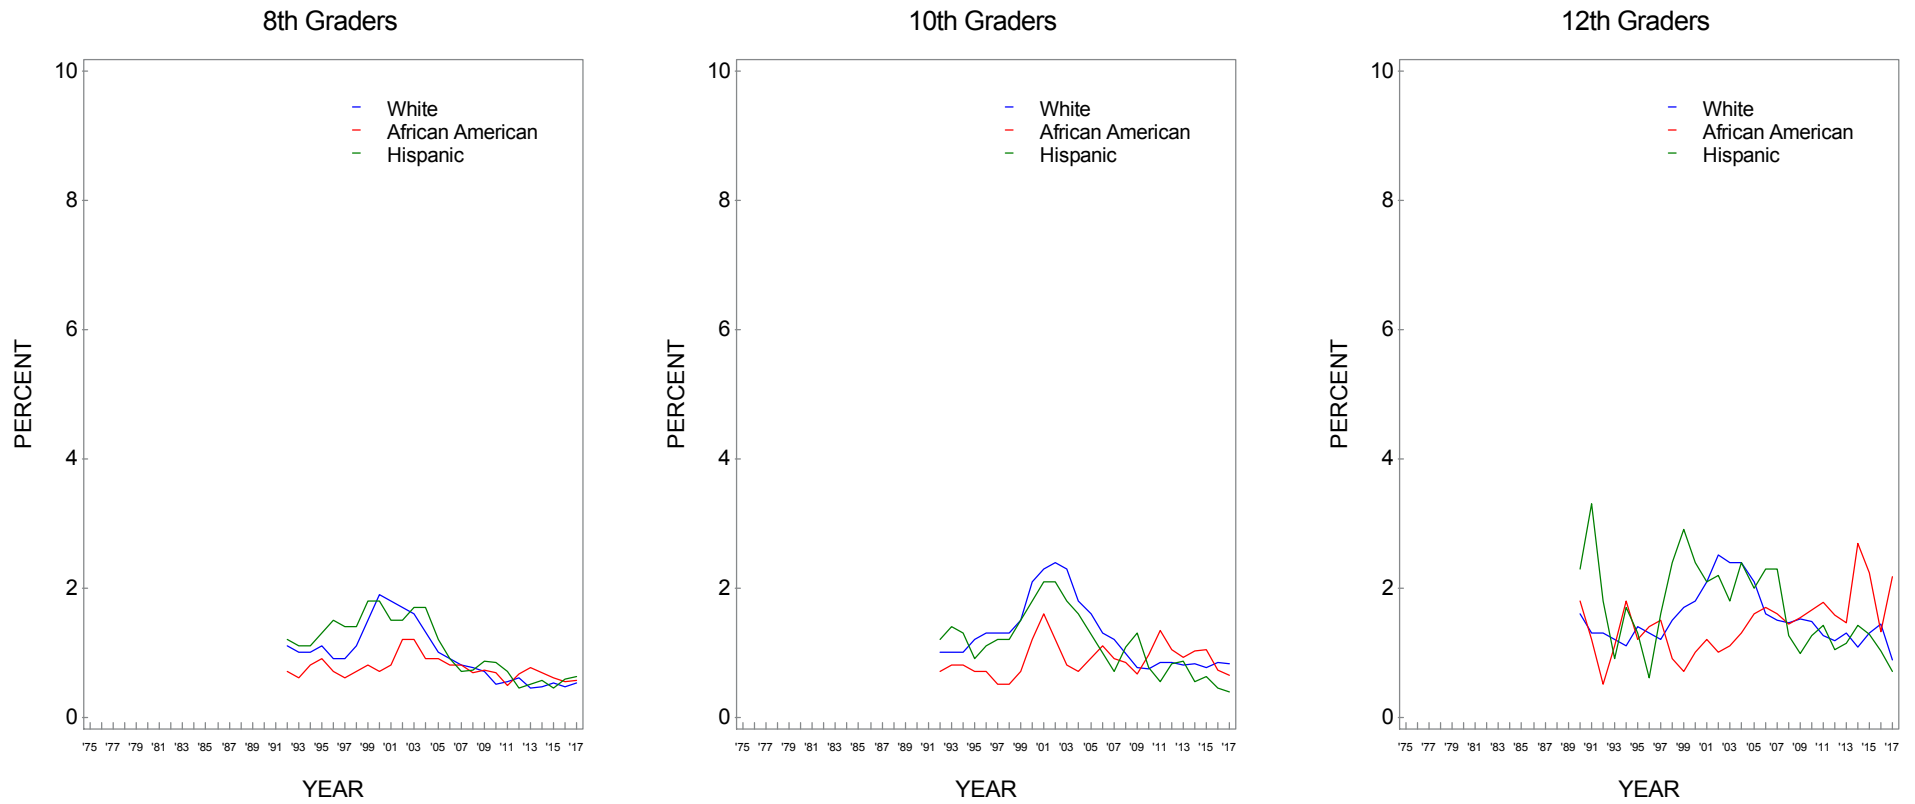 8th Graders
10
8
6
4
2
0
PERCENT
White
African American
Hispanic
'75 '77 '79 '81 '83 '85 '87 '89 '91 '93 '95 '97 '99 '01 '03 '05 '07 '09 '11 '13 '15 '17
YEAR
10th Graders
10
8
6
4
2
0
PERCENT
White
African American
Hispanic
'75 '77 '79 '81 '83 '85 '87 '89 '91 '93 '95 '97 '99 '01 '03 '05 '07 '09 '11 '13 '15 '17
YEAR
12th Graders
10
8
6
4
2
0
PERCENT
White
African American
Hispanic
'75 '77 '79 '81 '83 '85 '87 '89 '91 '93 '95 '97 '99 '01 '03 '05 '07 '09 '11 '13 '15 '17
YEAR